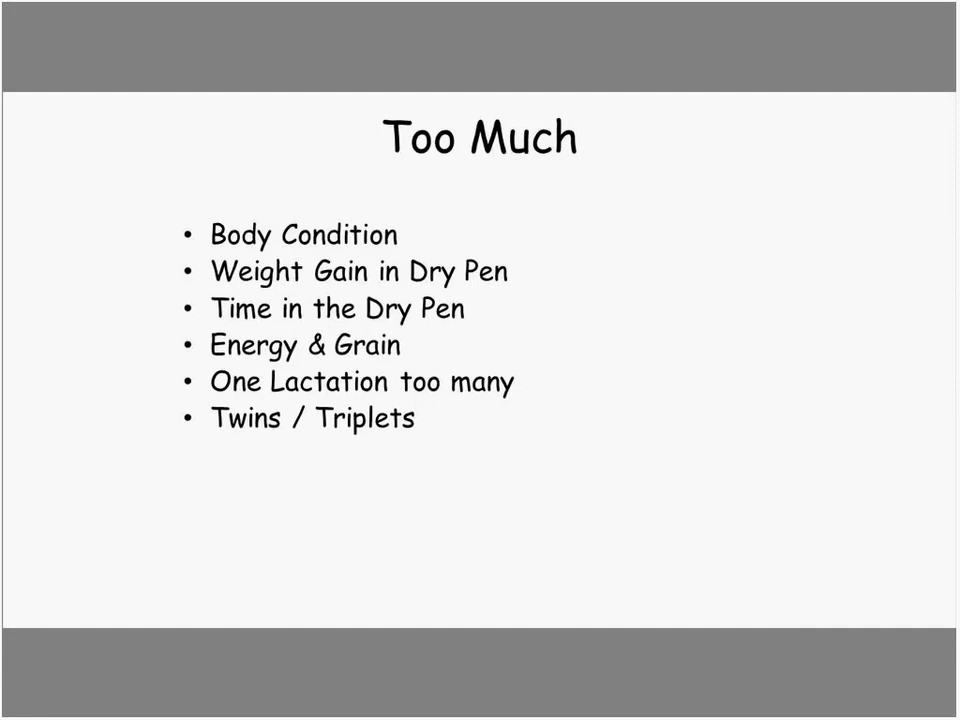 Too Much
• Body Condition
• Weight Gain in Dry Pen
• Time in the Dry Pen
• Energy & Grain
• One Lactation too many
• Twins / Triplets